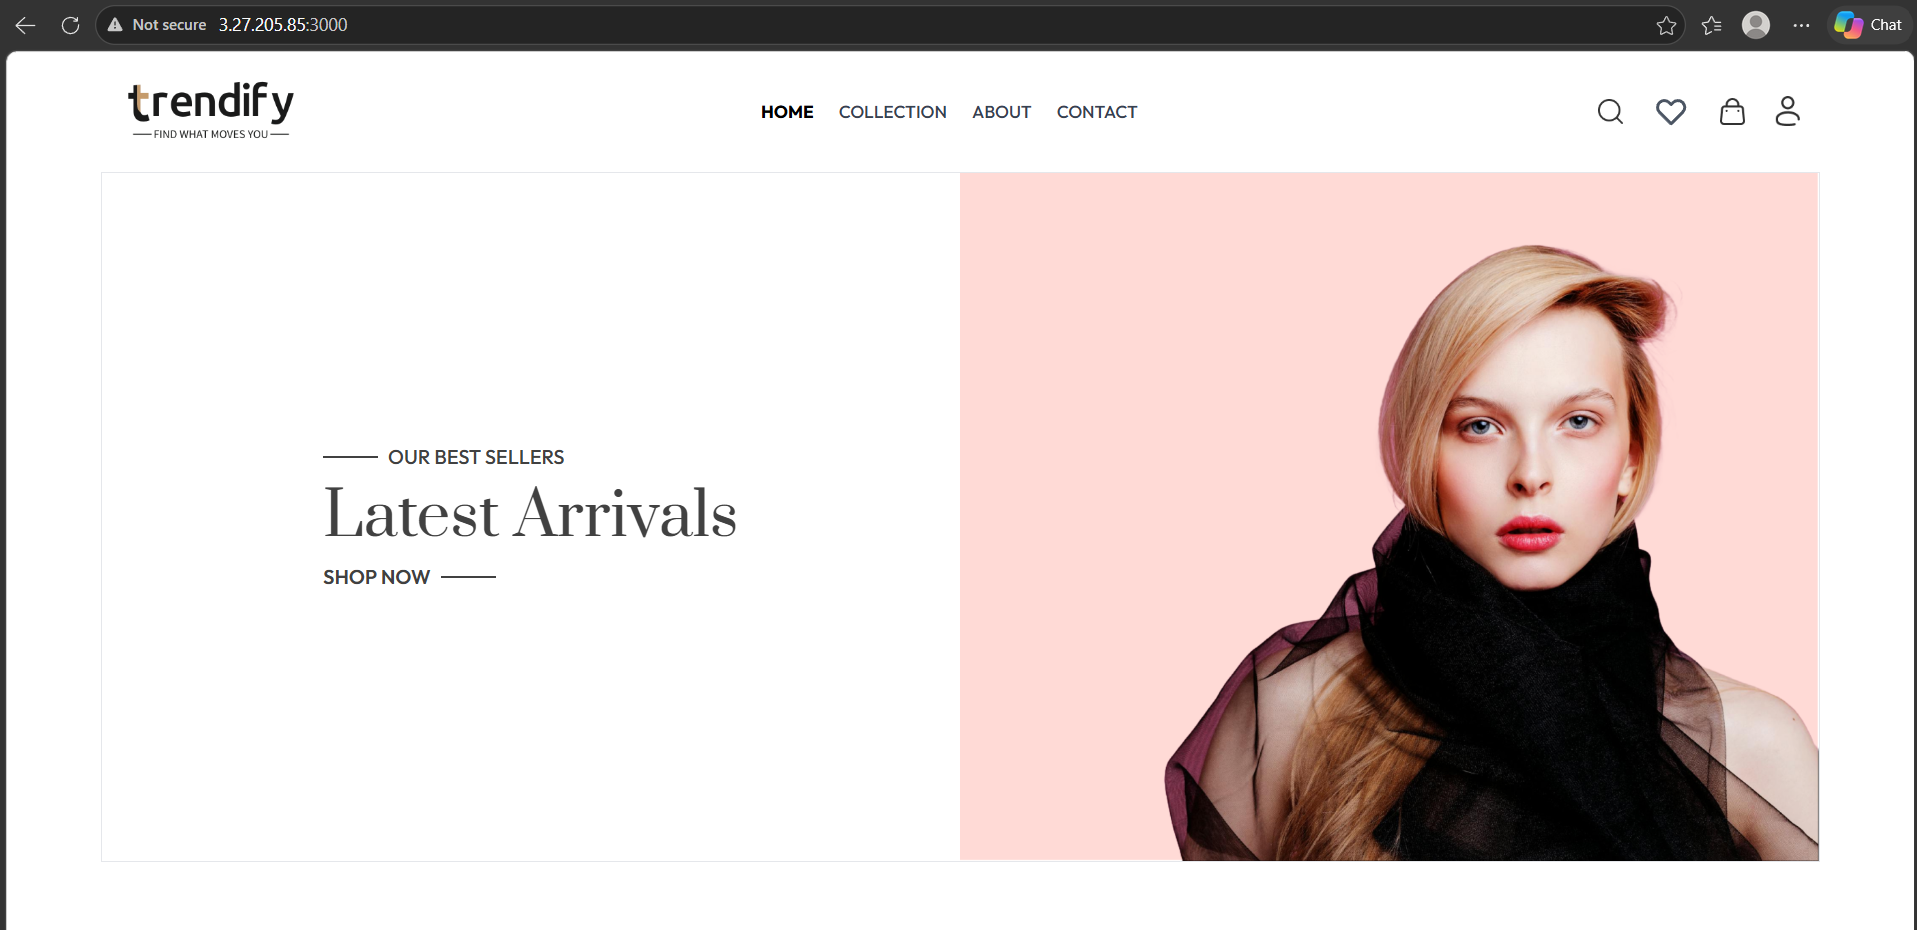 Not secure 3.27.205.85:3000
Chat
trendify
FIND WHAT MOVES YOU
HOME COLLECTION ABOUT CONTACT
OUR BEST SELLERS
Latest Arrivals
SHOP NOW